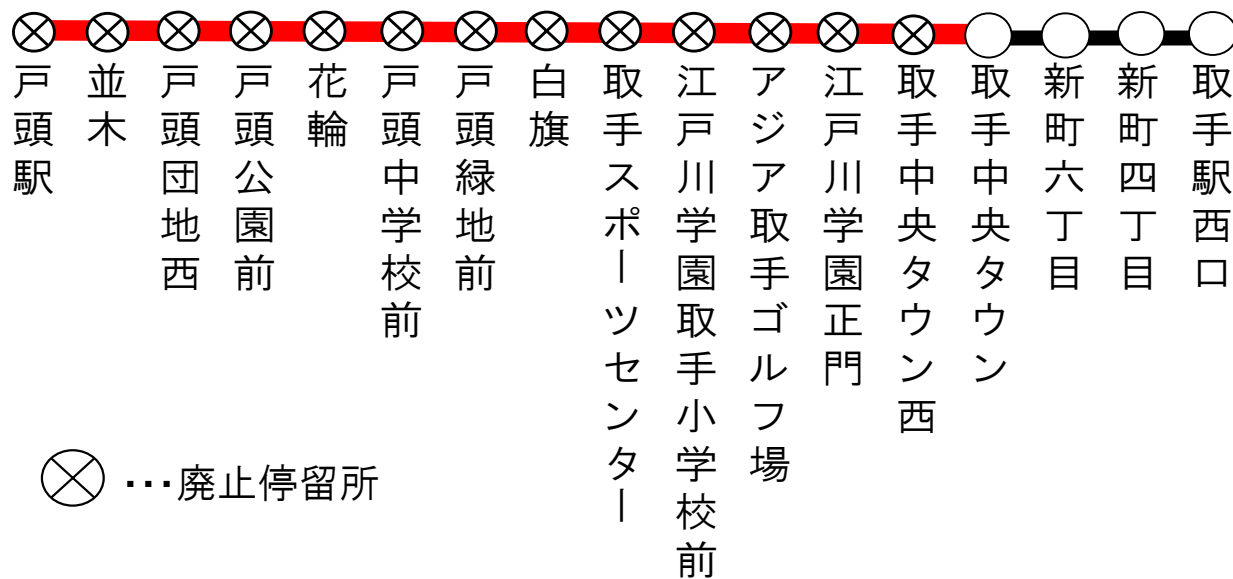 戸頭駅
並木
戸頭団地西
戸頭公園前
花輪
戸頭中学校前
戸頭緑地前
白旗
取手スポーツセンター
江戸川学園取手小学校前
アジア取手ゴルフ場
江戸川学園正門
取手中央タウン西
取手中央タウン
新町六丁目
新町四丁目
取手駅西口
･･･廃止停留所